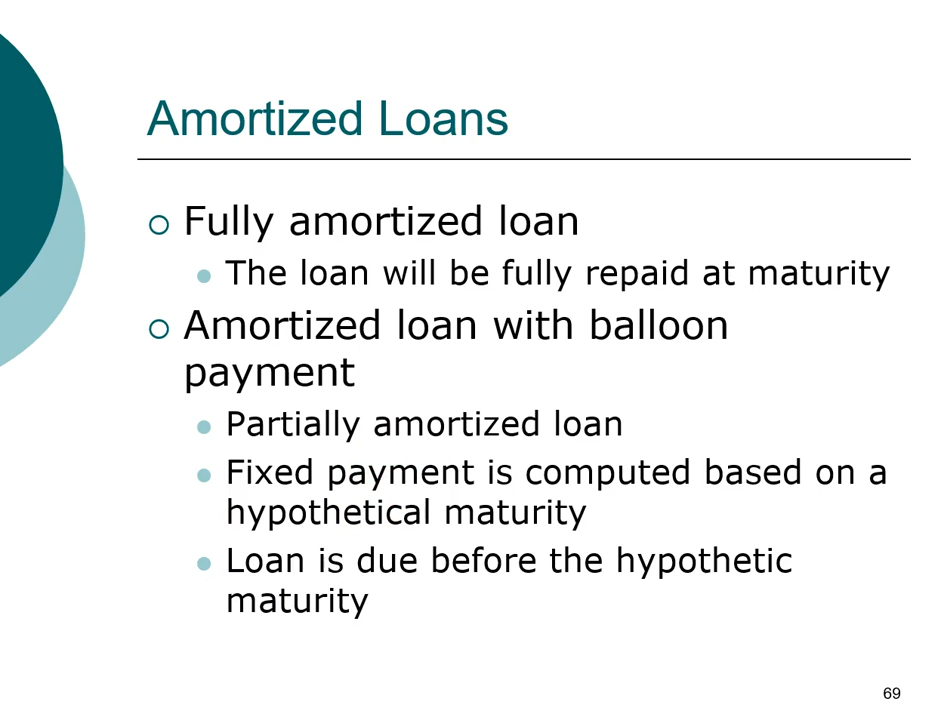 Amortized Loans
Fully amortized loan
The loan will be fully repaid at maturity
Amortized loan with balloon
payment
Partially amortized loan
Fixed payment is computed based on a
hypothetical maturity
Loan is due before the hypothetic
maturity
69